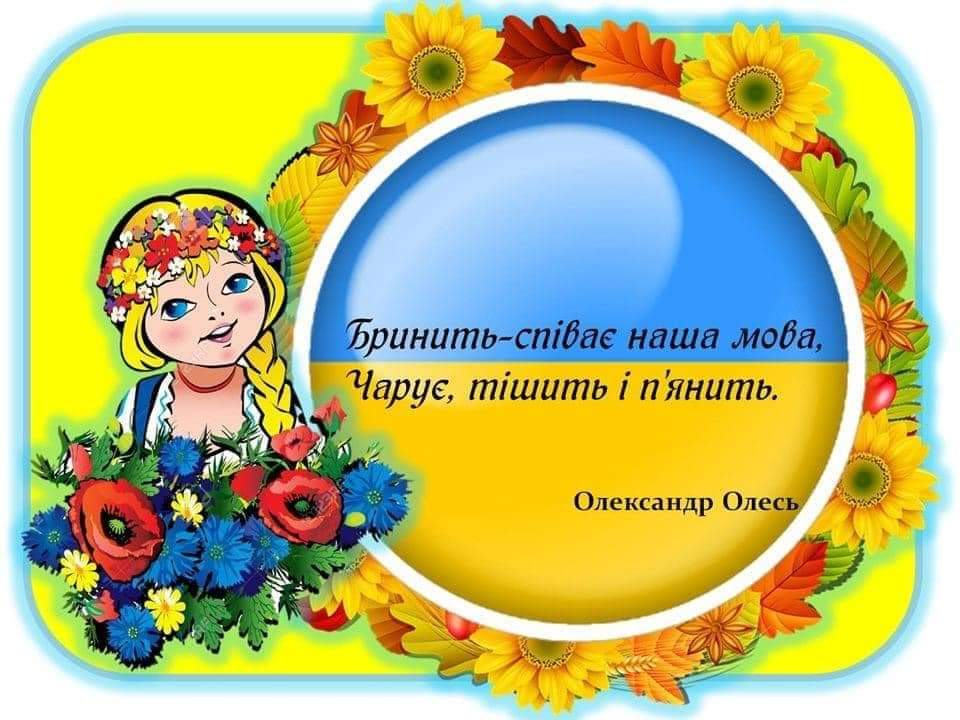 Бринить-співає наша мова,
Чарує, тішить і п'янить.
Олександр Олесь